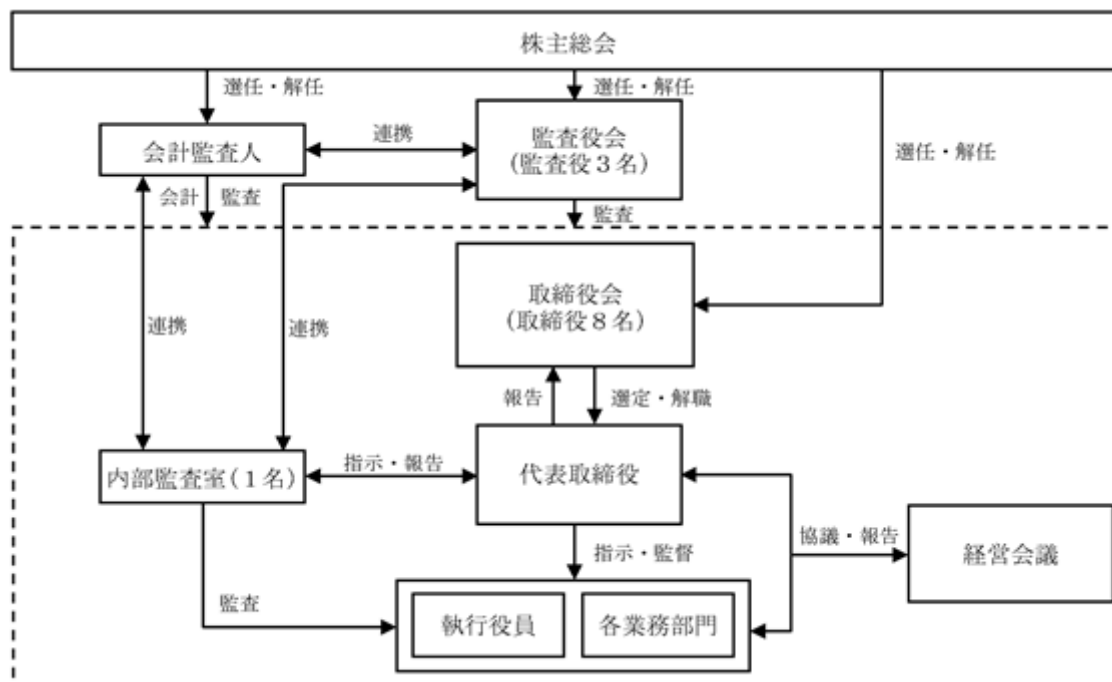 株主総会
選任・解任
選任・解任
選任・解任
会計監査人
連携
監査役会
(監査役3名)
会計 監査
監査
取締役会
(取締役8名)
連携
連携
報告
選定・解職
内部監査室(1名)
指示・報告
代表取締役
協議・報告
経営会議
指示・監督
監査
執行役員
各業務部門